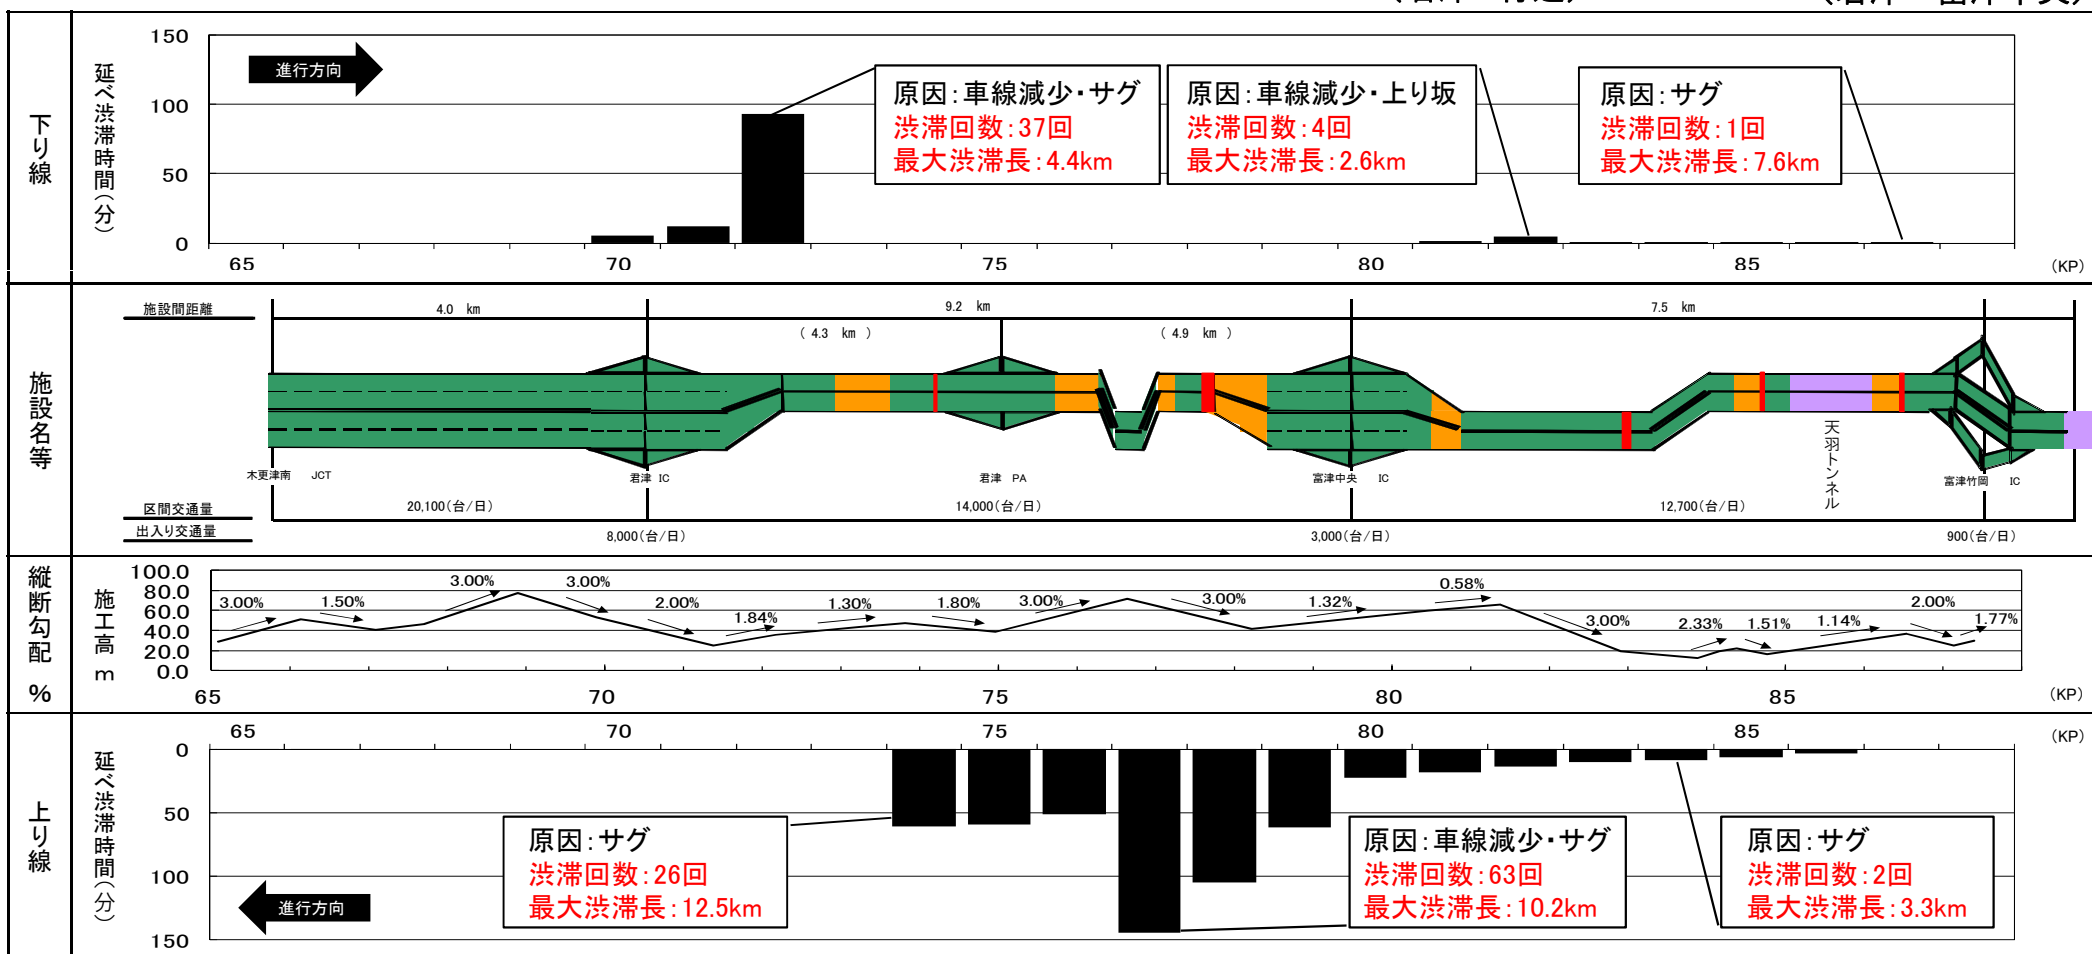 下り線
延べ渋滞時間(分)
150
100
50
0
進行方向
原因:車線減少・サグ
渋滞回数:37回
最大渋滞長:4.4km
原因:車線減少・上り坂
渋滞回数:4回
最大渋滞長:2.6km
原因:サグ
渋滞回数:1回
最大渋滞長:7.6km
65 70 75 80 85 (KP)
施設名等
施設間距離
4.0 km 9.2 km 7.5 km
( 4.3 km ) ( 4.9 km )
木更津南 JCT
君津 IC
君津 PA
富津中央 IC
天羽トンネル
富津竹岡 IC
区間交通量
20,100(台/日) 14,000(台/日) 12,700(台/日)
出入り交通量
8,000(台/日) 3,000(台/日) 900(台/日)
縦断勾配 %
施工高 m
100.0
80.0
60.0
40.0
20.0
0.0
3.00% 1.50% 3.00% 3.00% 2.00% 1.84% 1.30% 1.80% 3.00% 3.00% 1.32% 0.58% 3.00% 2.33% 1.51% 1.14% 2.00% 1.77%
65 70 75 80 85 (KP)
上り線
延べ渋滞時間(分)
65 70 75 80 85 (KP)
0
50
100
150
進行方向
原因:サグ
渋滞回数:26回
最大渋滞長:12.5km
原因:車線減少・サグ
渋滞回数:63回
最大渋滞長:10.2km
原因:サグ
渋滞回数:2回
最大渋滞長:3.3km